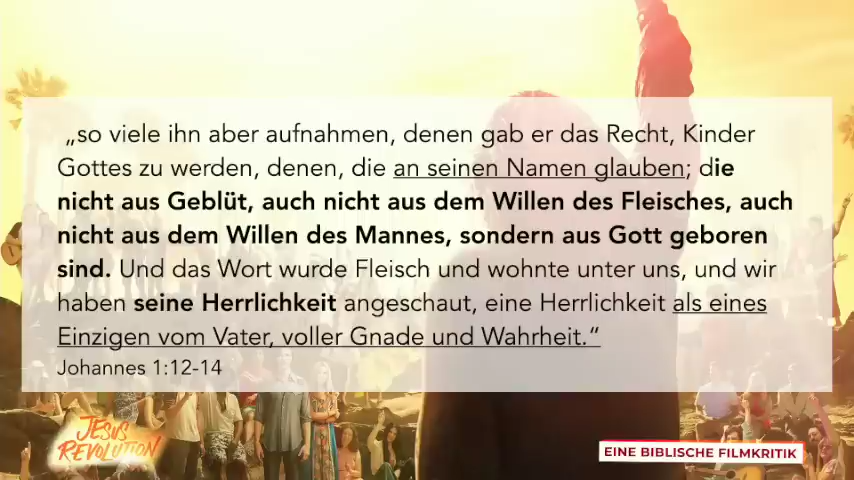 „so viele ihn aber aufnahmen, denen gab er das Recht, Kinder
Gottes zu werden, denen, die an seinen Namen glauben; die
nicht aus Geblüt, auch nicht aus dem Willen des Fleisches, auch
nicht aus dem Willen des Mannes, sondern aus Gott geboren
sind. Und das Wort wurde Fleisch und wohnte unter uns, und wir
haben seine Herrlichkeit angeschaut, eine Herrlichkeit als eines
Einzigen vom Vater, voller Gnade und Wahrheit.“
Johannes 1:12-14
JESUS
REVOLUTION
EINE BIBLISCHE FILMKRITIK